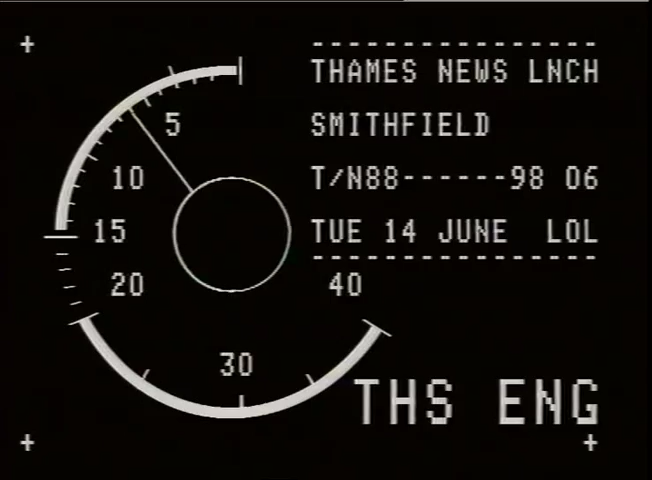 THAMES NEWS LNCH
SMITHFIELD
T/N88------98 06
TUE 14 JUNE LOL
5
10
15
20
30
40
THS ENG